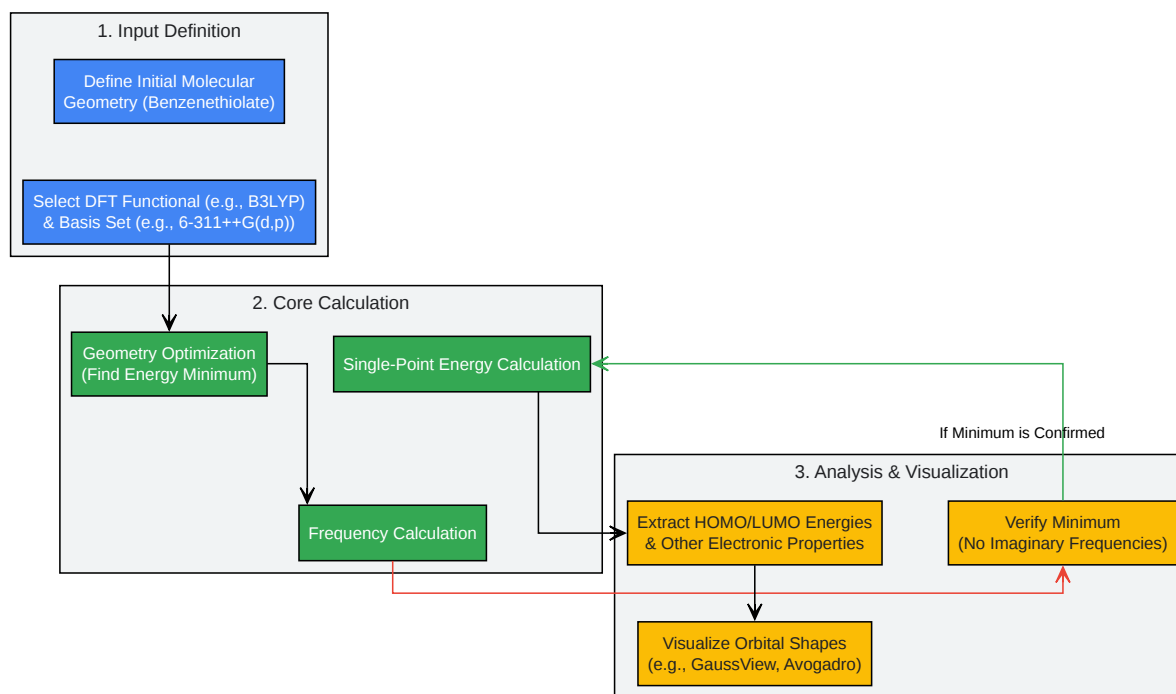 1. Input Definition
Define Initial Molecular
Geometry (Benzenethiolate)
Select DFT Functional (e.g., B3LYP)
& Basis Set (e.g., 6-311++G(d,p))
2. Core Calculation
Geometry Optimization
(Find Energy Minimum)
Single-Point Energy Calculation
Frequency Calculation
If Minimum is Confirmed
3. Analysis & Visualization
Extract HOMO/LUMO Energies
& Other Electronic Properties
Verify Minimum
(No Imaginary Frequencies)
Visualize Orbital Shapes
(e.g., GaussView, Avogadro)